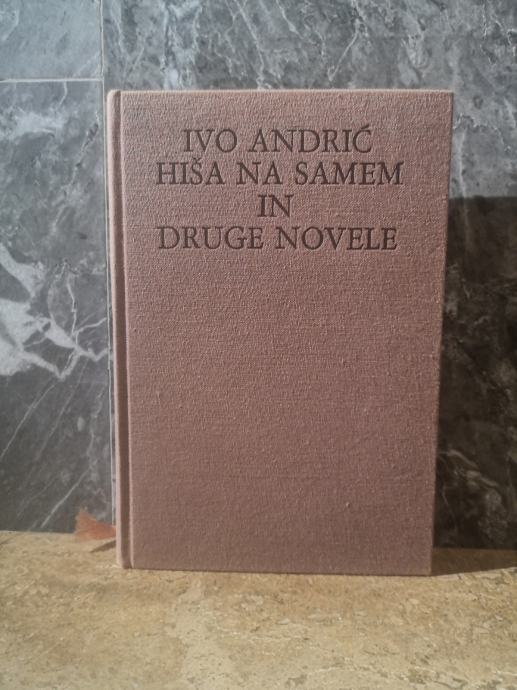 IVO ANDRIĆ
HIŠA NA SAMEM
IN
DRUGE NOVELE